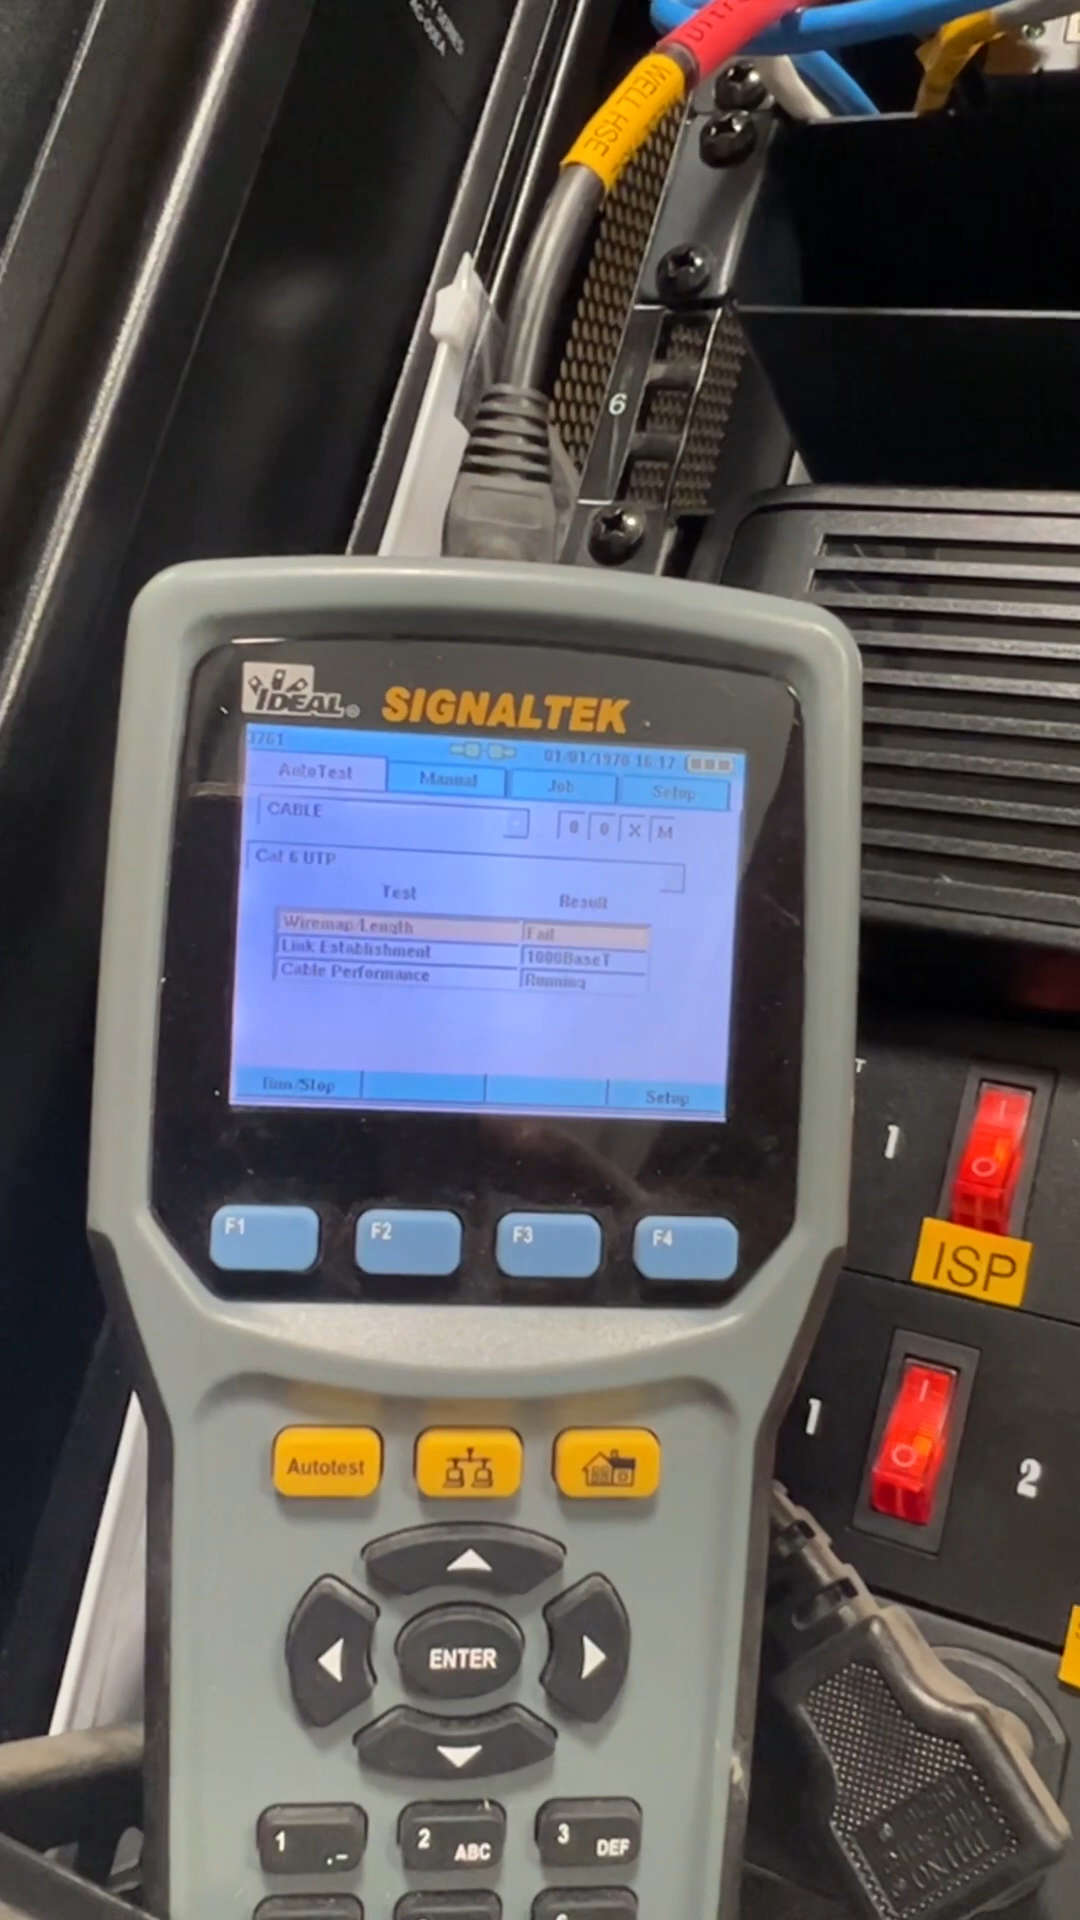 WELL HSE
6
IDEAL® SIGNALTEK
3761 01/01/1970 16 17
AutoTest Manual Job Setup
CABLE 0 0 X M
Cat 6 UTP
Test Result
Wiremap/Length Fail
Link Establishment 1000BaseT
Cable Performance Running
/Stop Setup
F1 F2 F3 F4
1
ISP
1
2
Autotest
ENTER
1 .-
2 ABC
3 DEF